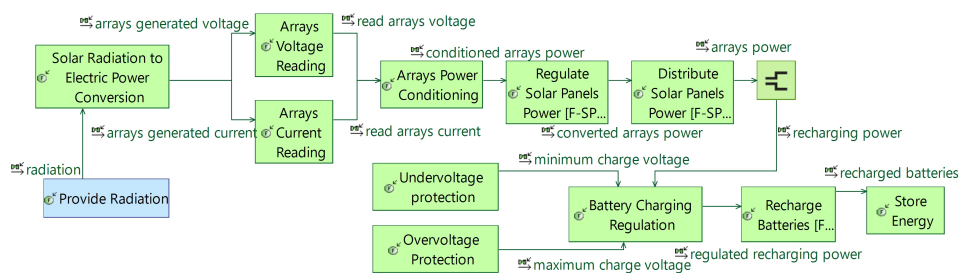 arrays generated voltage
read arrays voltage
Arrays
Voltage
Reading
Solar Radiation to
Electric Power
Conversion
conditioned arrays power
arrays power
Arrays Power
Conditioning
Regulate
Solar Panels
Power [F-SP...
Distribute
Solar Panels
Power [F-SP...
Arrays
Current
Reading
arrays generated current
read arrays current
converted arrays power
recharging power
radiation
Provide Radiation
minimum charge voltage
recharged batteries
Undervoltage
protection
Battery Charging
Regulation
Recharge
Batteries [F...
Store
Energy
Overvoltage
Protection
maximum charge voltage
regulated recharging power